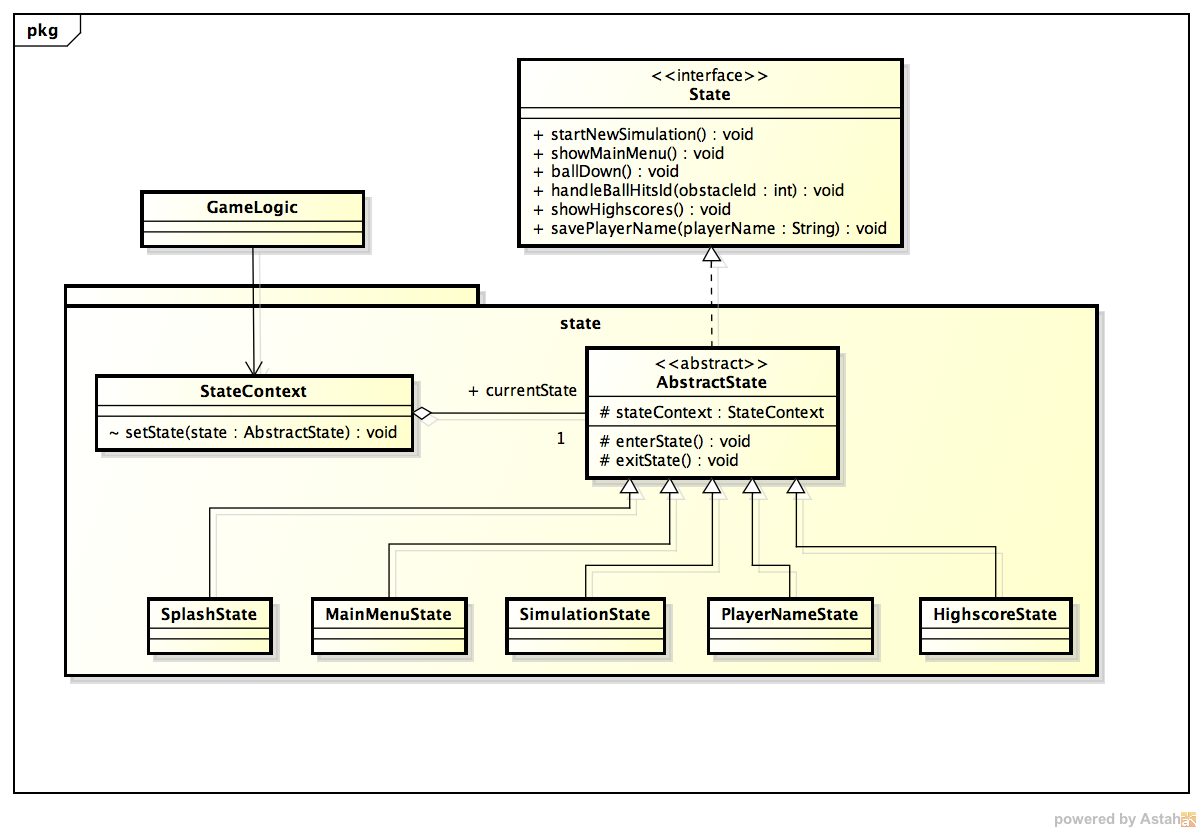 pkg
<<interface>>
State
+ startNewSimulation() : void
+ showMainMenu() : void
+ ballDown() : void
+ handleBallHitsId(obstacleId : int) : void
+ showHighscores() : void
+ savePlayerName(playerName : String) : void
GameLogic
state
StateContext
~ setState(state : AbstractState) : void
+ currentState
1
<<abstract>>
AbstractState
# stateContext : StateContext
# enterState() : void
# exitState() : void
SplashState
MainMenuState
SimulationState
PlayerNameState
HighscoreState
powered by Astah